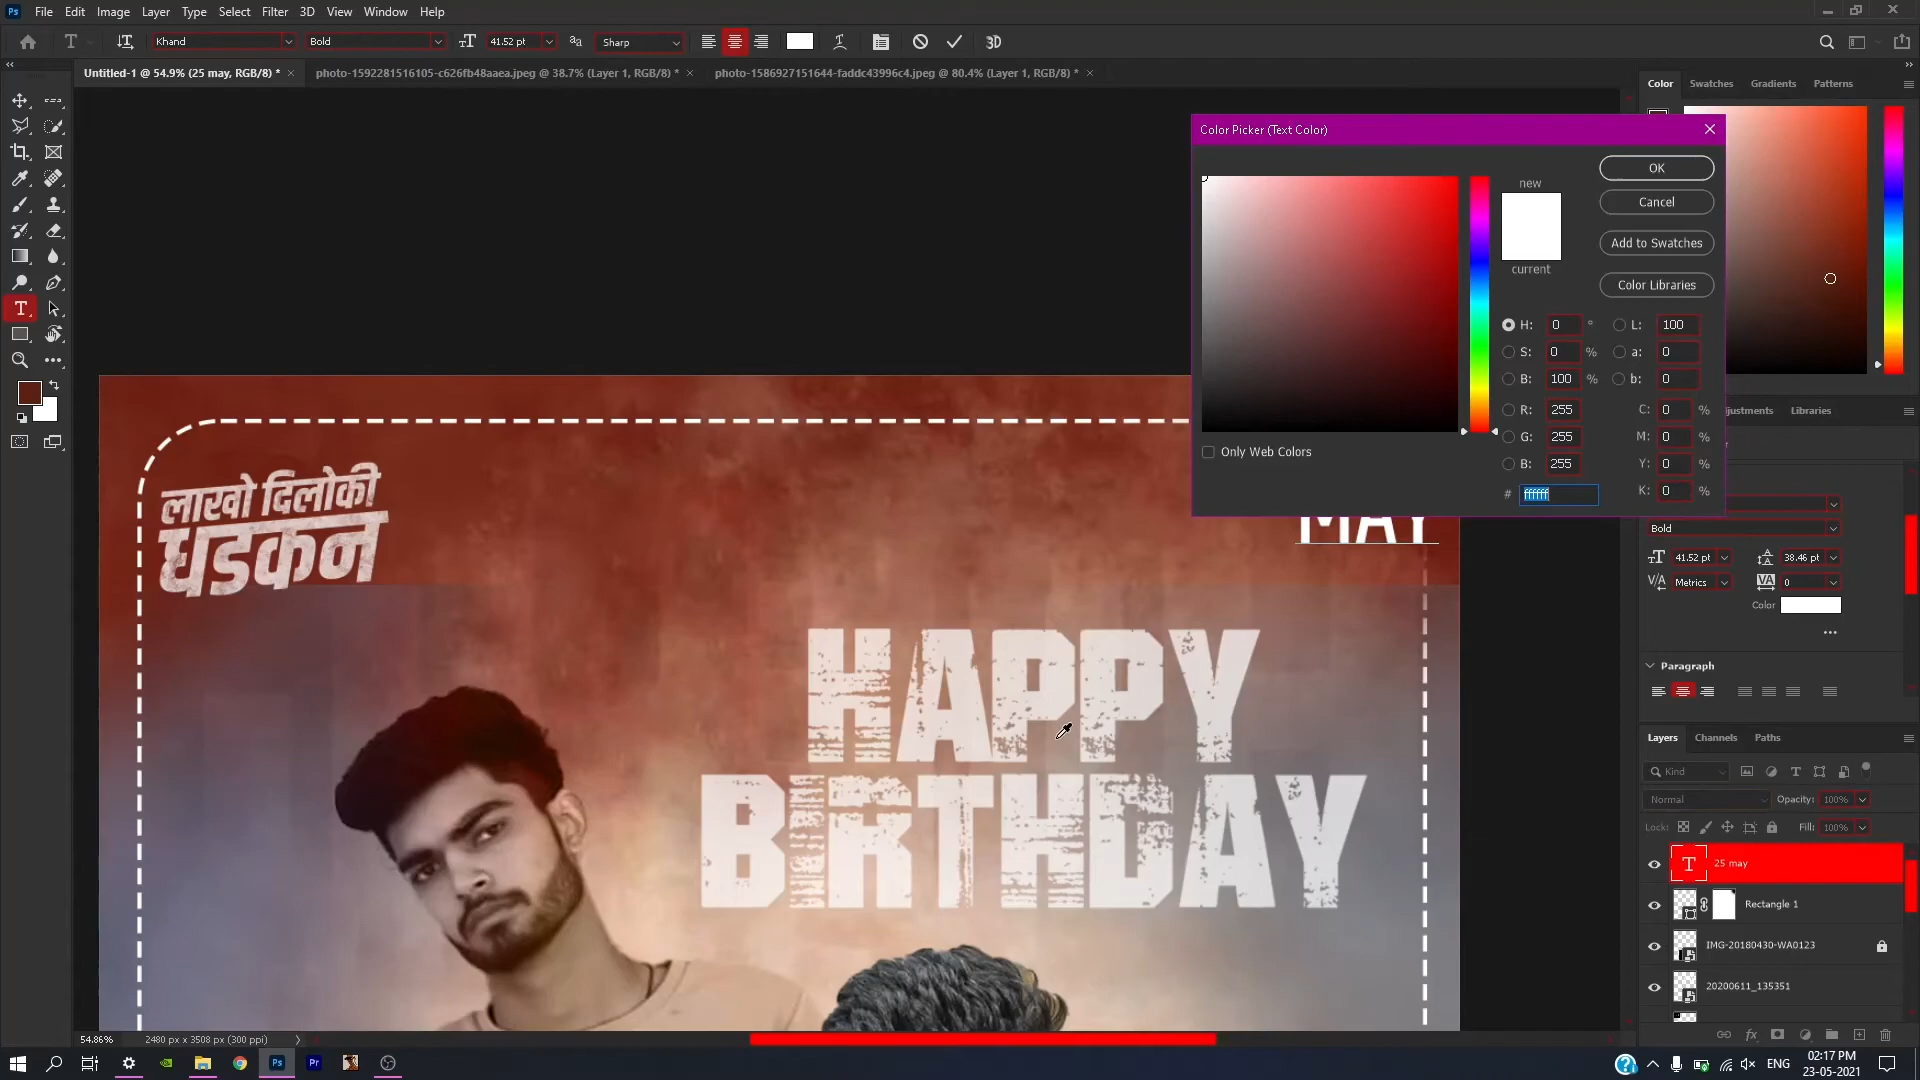 Ps File Edit Image Layer Type Select Filter 3D View Window Help
Khand Bold 41.52 pt Sharp 3D
Untitled-1 @ 54.9% (25 may, RGB/8) * photo-1592281516105-c626fb48aaea.jpeg @ 38.7% (Layer 1, RGB/8) * photo-1586927151644-faddc43996c4.jpeg @ 80.4% (Layer 1, RGB/8) *
Color Swatches Gradients Patterns
Color Picker (Text Color)
OK
new
Cancel
Add to Swatches
current
Color Libraries
H: 0 ° L: 100
S: 0 % a: 0
B: 100 % b: 0
R: 255 C: 0 %
G: 255 M: 0 %
B: 255 Y: 0 %
# ffffff K: 0 %
Only Web Colors
djustments Libraries
लाखो दिलोकी
धडकन
MAY
HAPPY
BIRTHDAY
Bold
41.52 pt 38.46 pt
Metrics 0
Color
Paragraph
Layers Channels Paths
Kind
Normal Opacity: 100%
Lock: Fill: 100%
T 25 may
Rectangle 1
IMG-20180430-WA0123
20200611_135351
54.86% 2480 px x 3508 px (300 ppi)
Ps Pr ENG 02:17 PM
23-05-2021